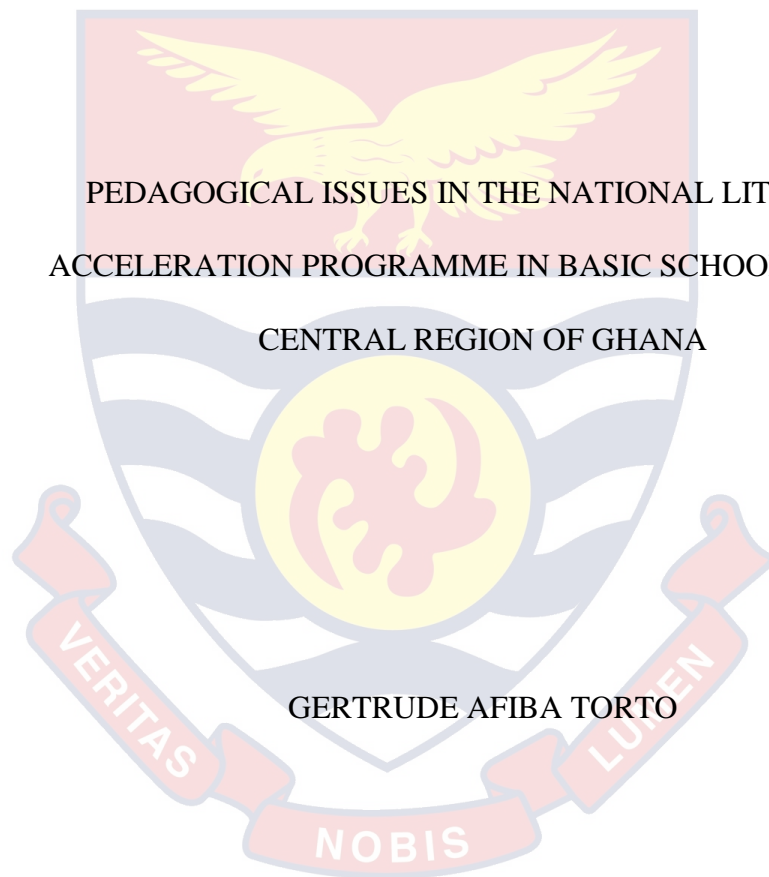 PEDAGOGICAL ISSUES IN THE NATIONAL LIT
ACCELERATION PROGRAMME IN BASIC SCHOO
CENTRAL REGION OF GHANA
GERTRUDE AFIBA TORTO
VERITAS
NOBIS
LUMEN